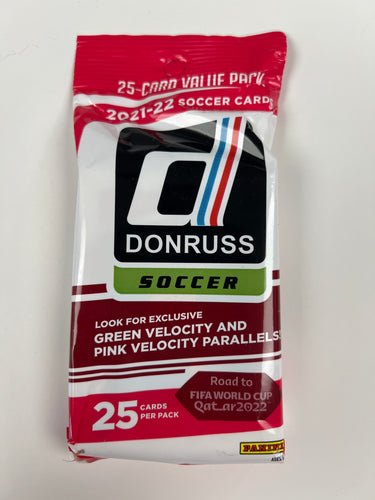 25-CARD VALUE PACK
2021-22 SOCCER CARDS
d
DONRUSS
SOCCER
LOOK FOR EXCLUSIVE
GREEN VELOCITY AND
PINK VELOCITY PARALLELS!
Road to
FIFA WORLD CUP
Qatar2022
25 CARDS
PER PACK
PANINI